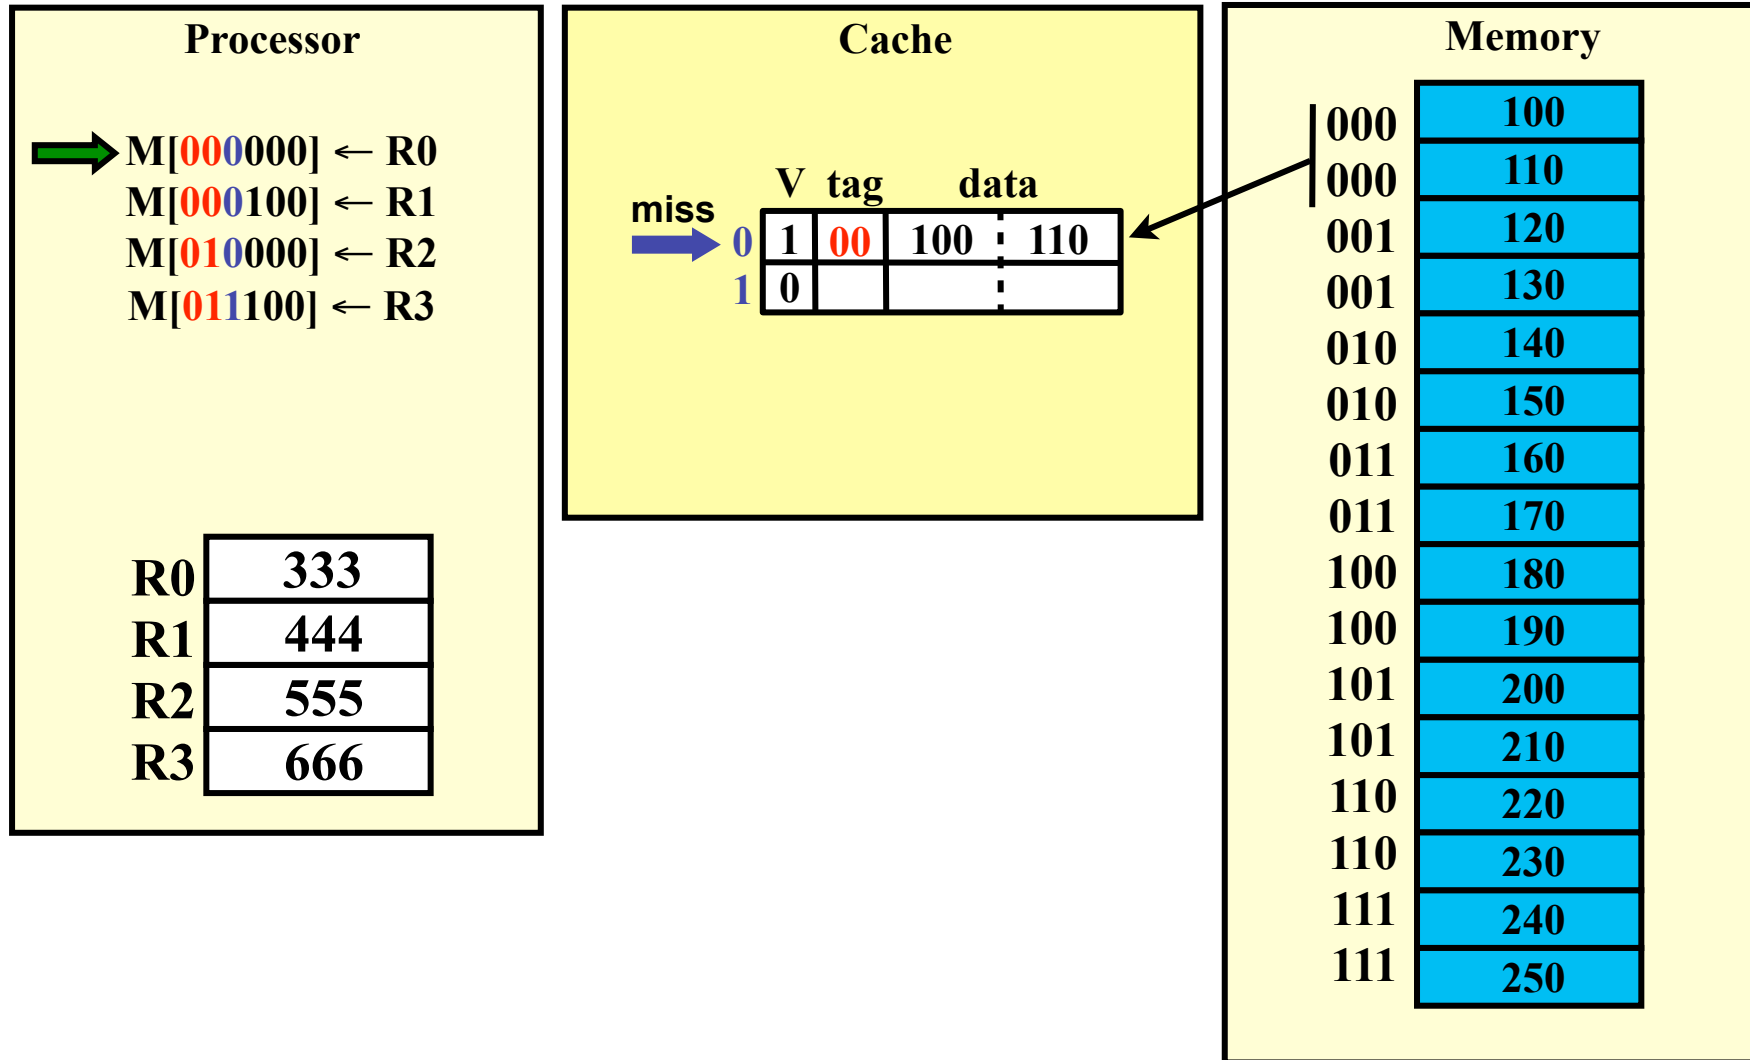 Processor
M[000000] ← R0
M[000100] ← R1
M[010000] ← R2
M[011100] ← R3
R0 333
R1 444
R2 555
R3 666
Cache
V tag data
miss
0 1 00 100 110
1 0
Memory
000 100
000 110
001 120
001 130
010 140
010 150
011 160
011 170
100 180
100 190
101 200
101 210
110 220
110 230
111 240
111 250